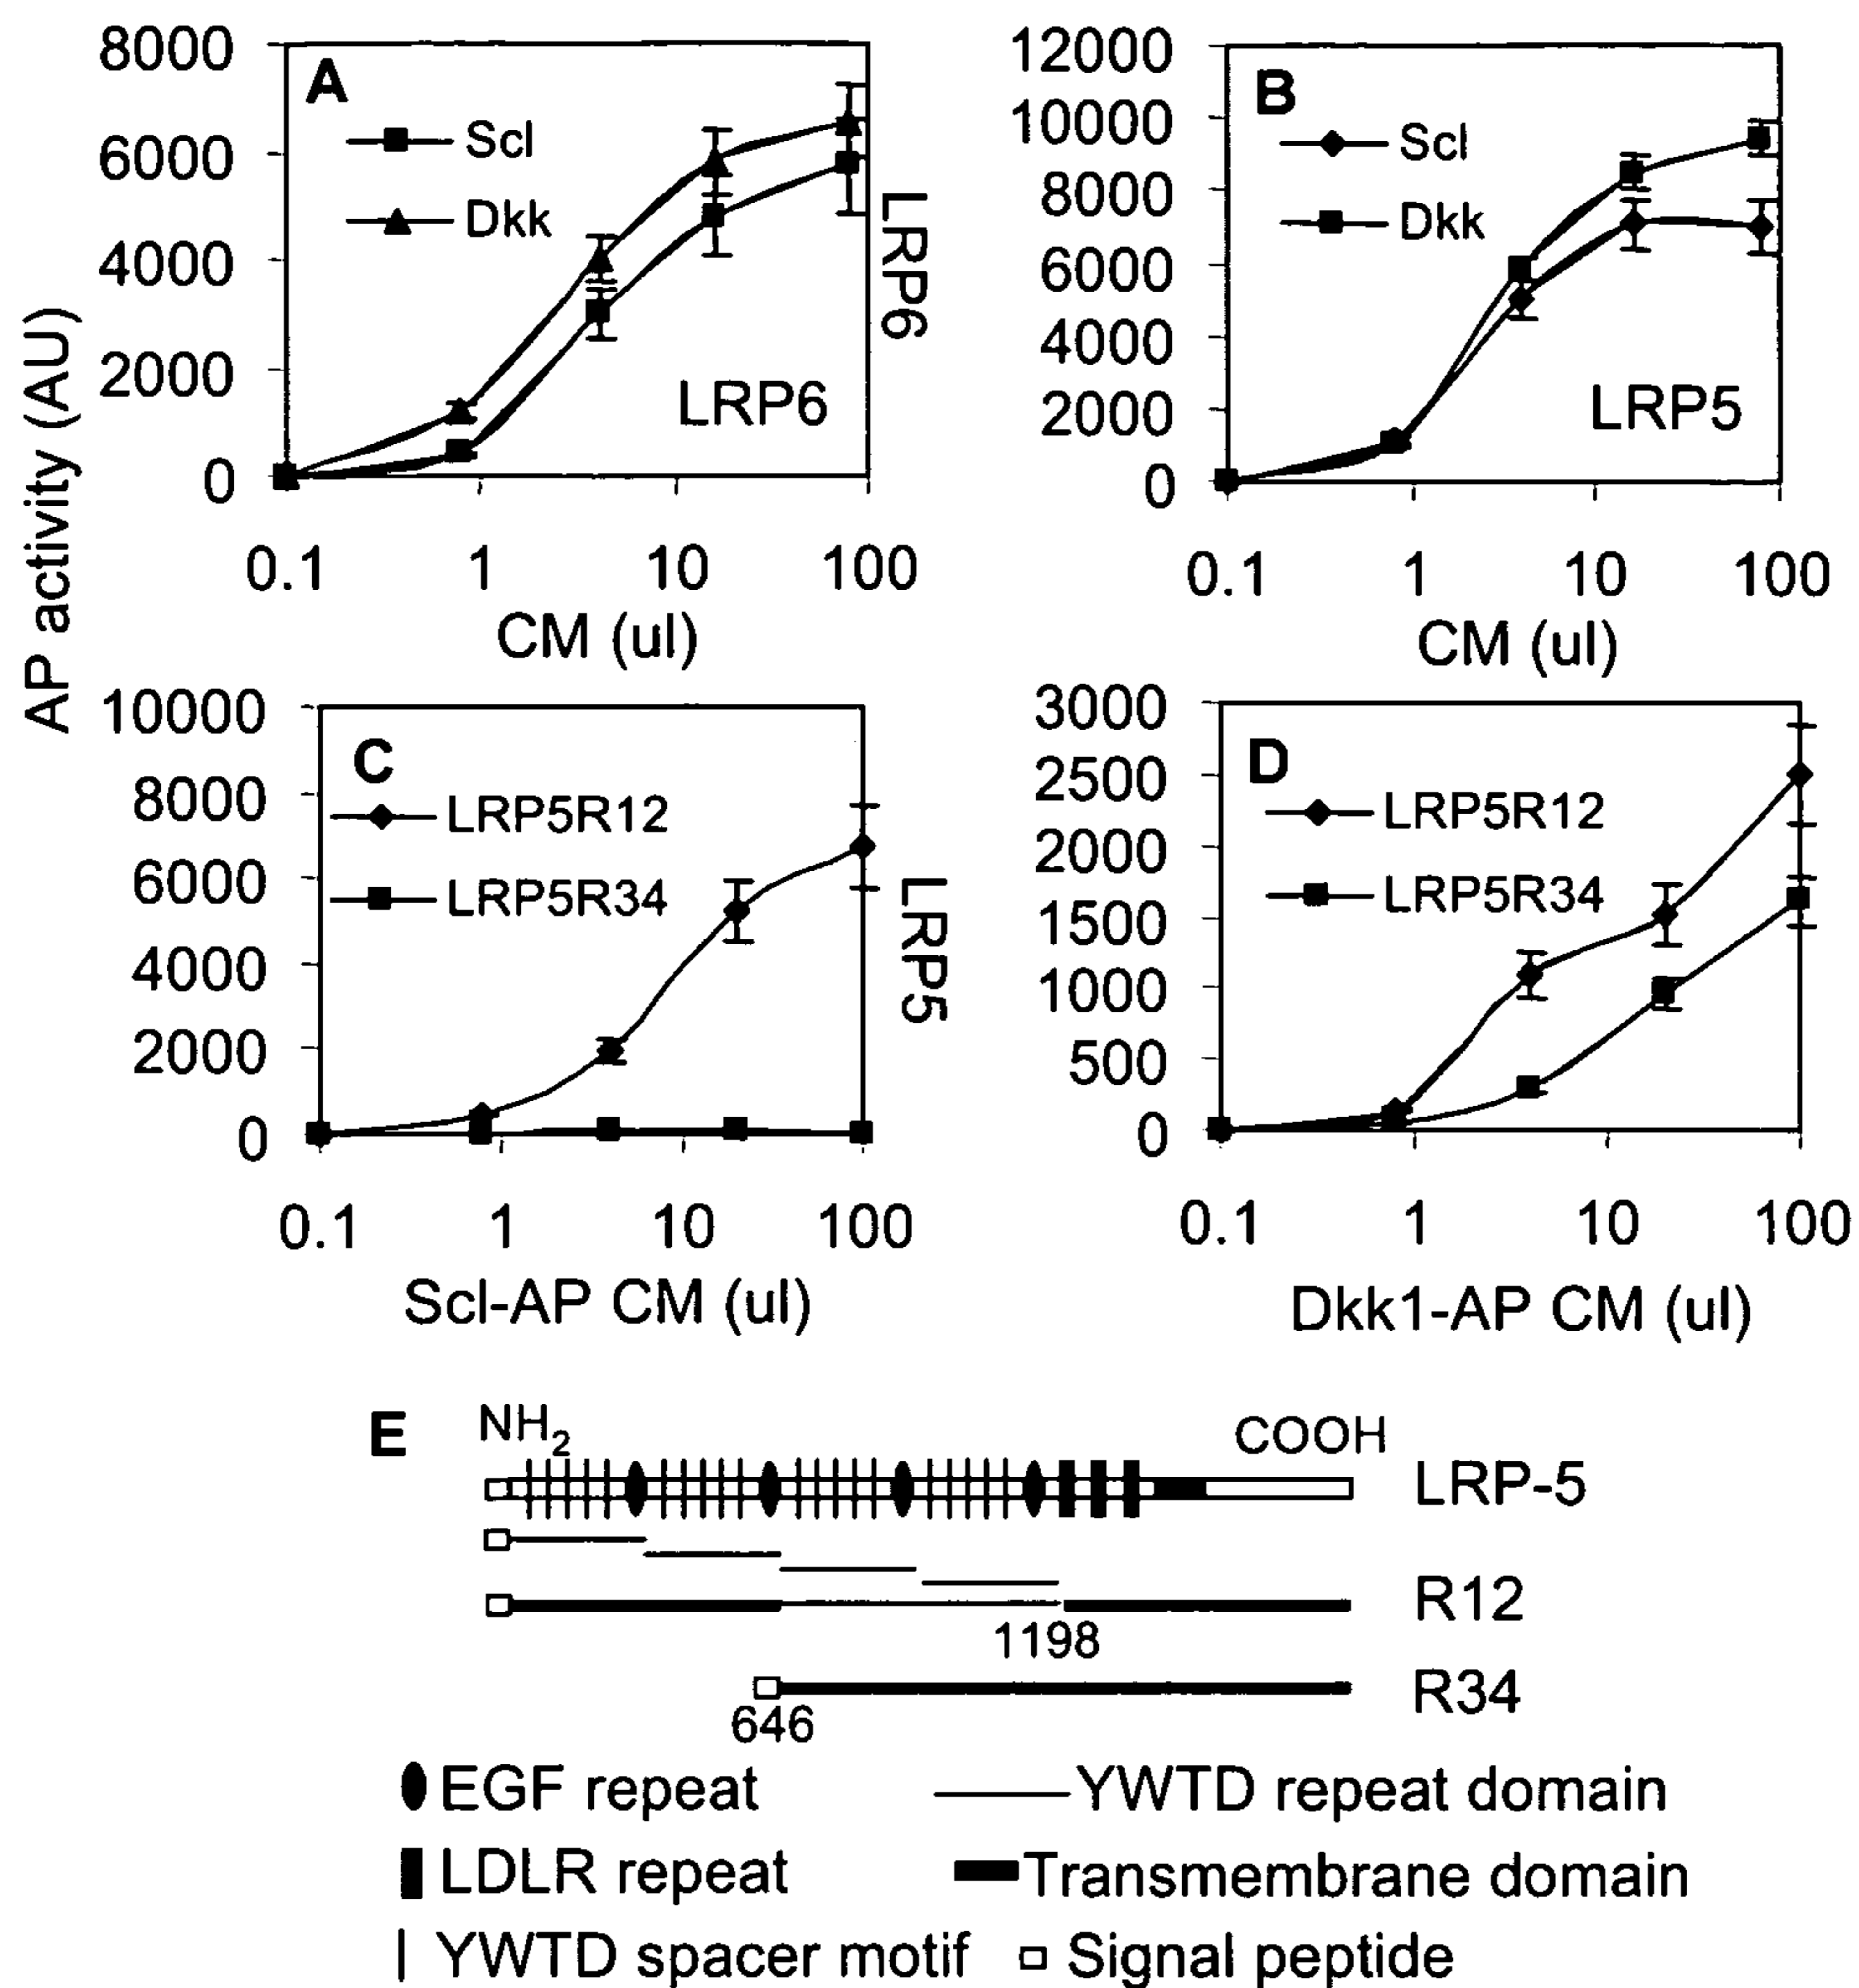 AP activity (AU)
A
8000
6000
4000
2000
0
Scl
Dkk
LRP6
0.1 1 10 100
CM (ul)
LRP6
B
12000
10000
8000
6000
4000
2000
0
Scl
Dkk
LRP5
0.1 1 10 100
CM (ul)
C
10000
8000
6000
4000
2000
0
LRP5R12
LRP5R34
0.1 1 10 100
Scl-AP CM (ul)
LRP5
D
3000
2500
2000
1500
1000
500
0
LRP5R12
LRP5R34
0.1 1 10 100
Dkk1-AP CM (ul)
E
NH2 COOH
LRP-5
R12
1198
R34
646
EGF repeat YWTD repeat domain
LDLR repeat Transmembrane domain
YWTD spacer motif Signal peptide